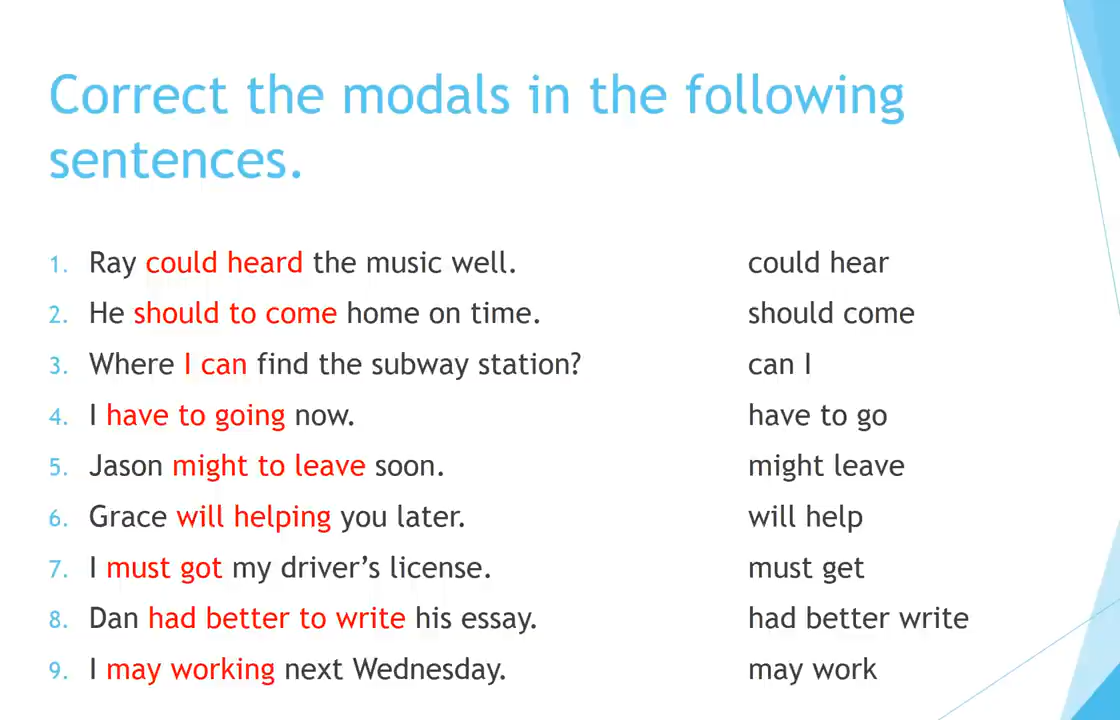 Correct the modals in the following
sentences.
1. Ray could heard the music well. could hear
2. He should to come home on time. should come
3. Where I can find the subway station? can I
4. I have to going now. have to go
5. Jason might to leave soon. might leave
6. Grace will helping you later. will help
7. I must got my driver’s license. must get
8. Dan had better to write his essay. had better write
9. I may working next Wednesday. may work